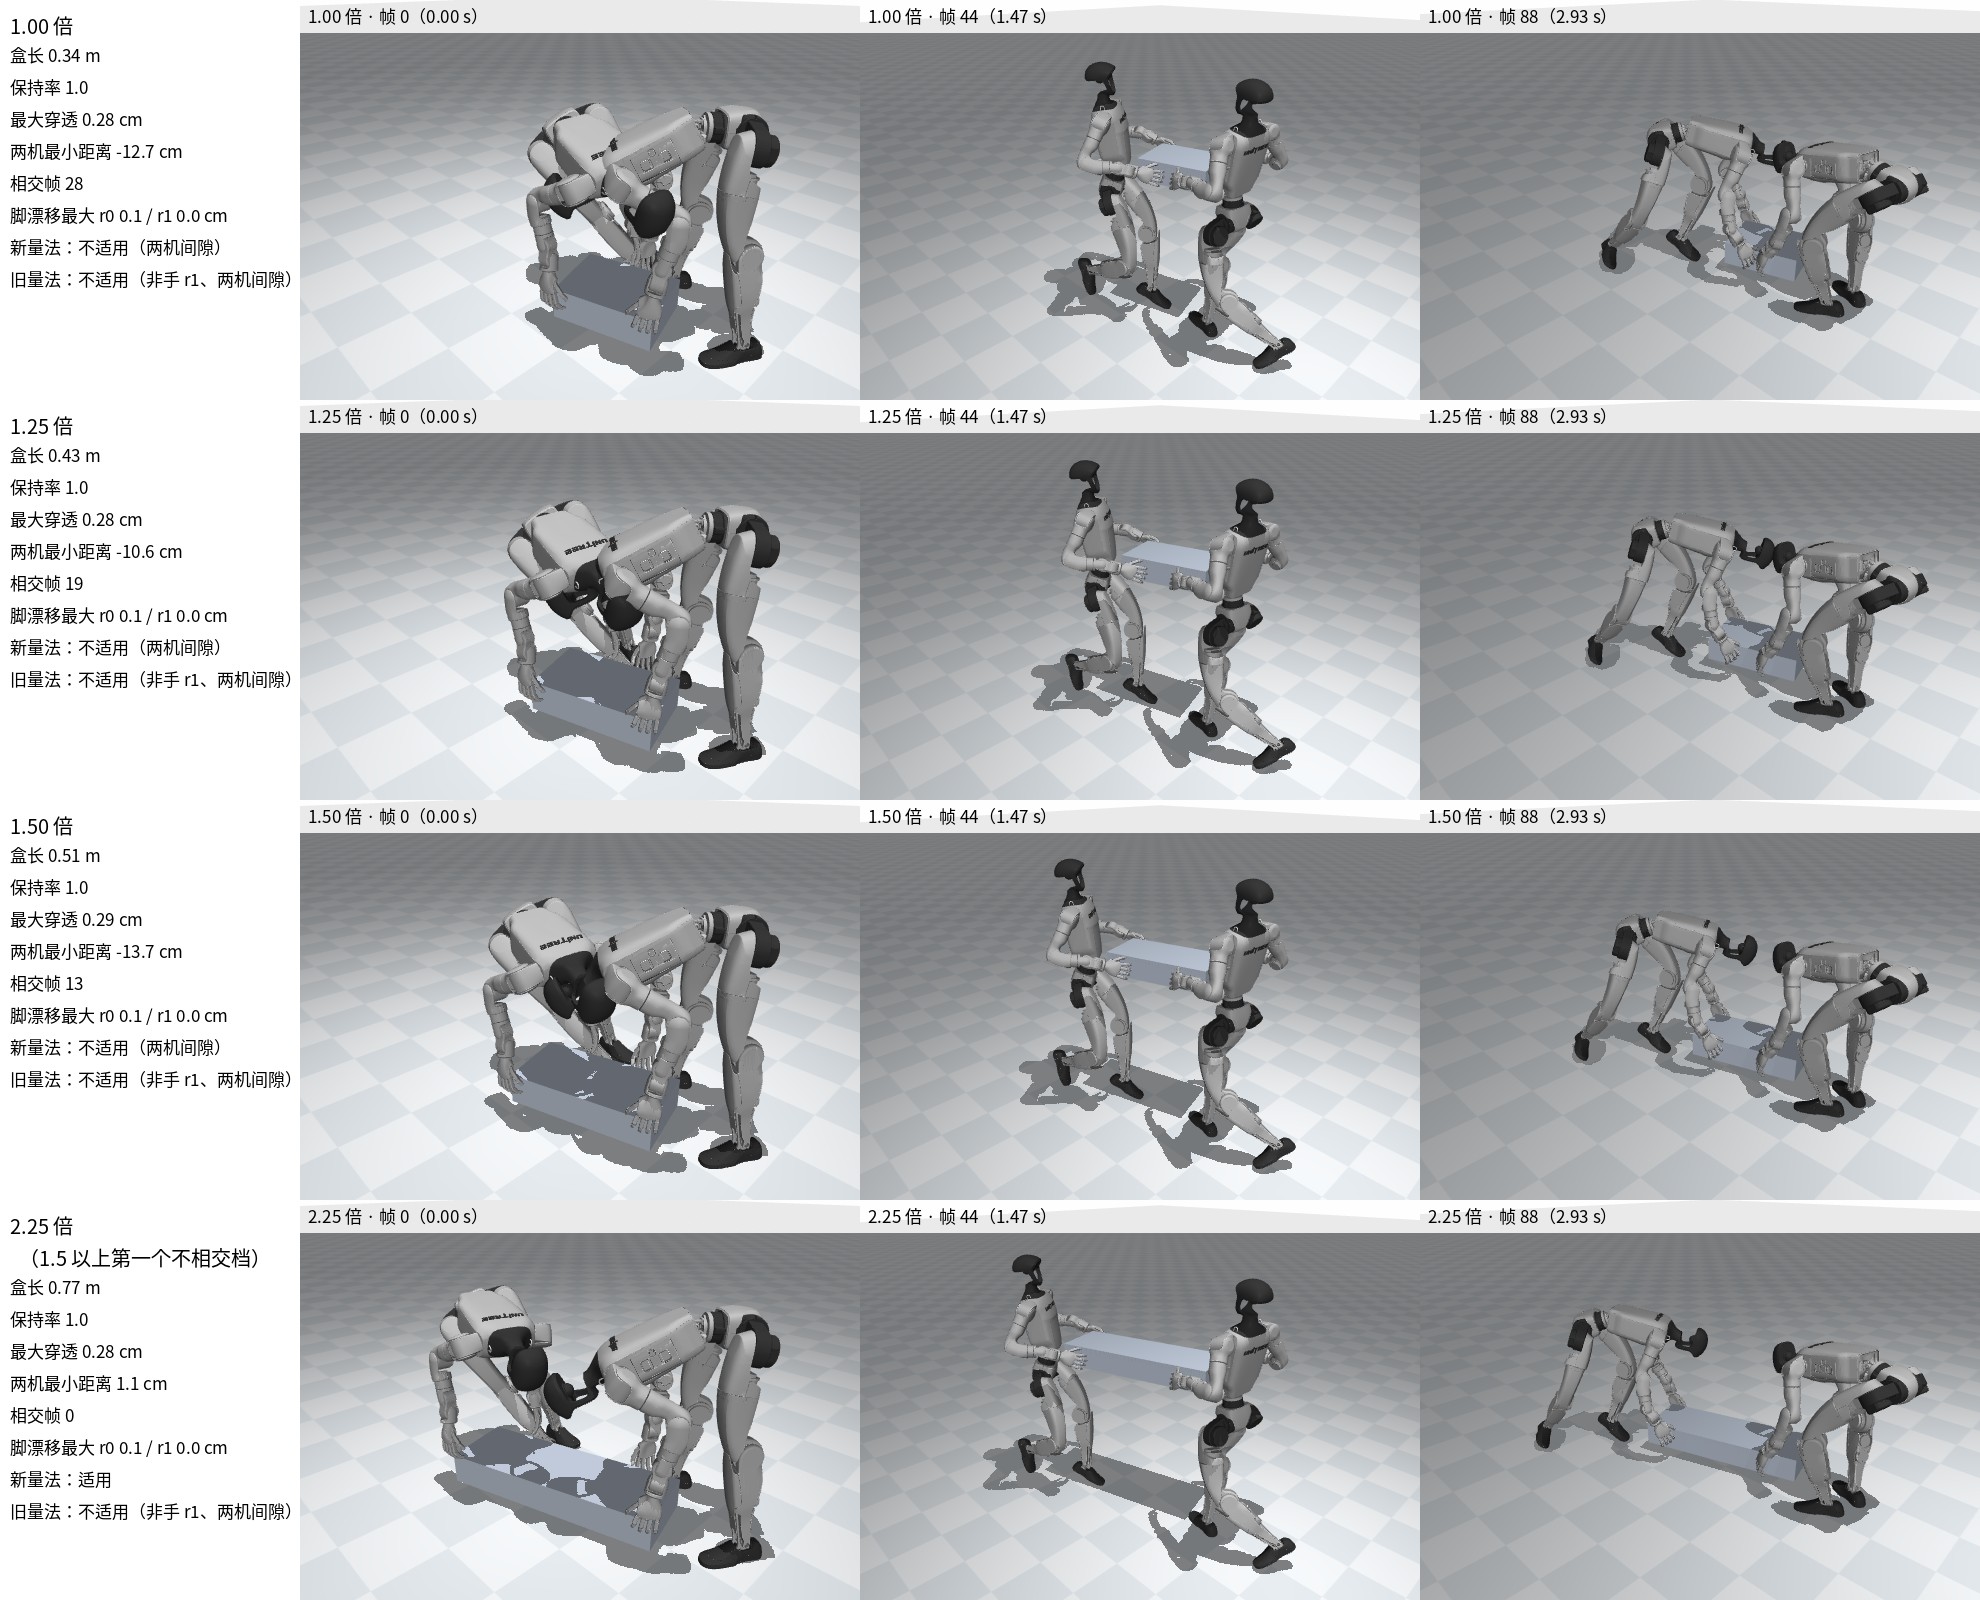 1.00 倍
盒长 0.34 m
保持率 1.0
最大穿透 0.28 cm
两机最小距离 -12.7 cm
相交帧 28
脚漂移最大 r0 0.1 / r1 0.0 cm
新量法：不适用（两机间隙）
旧量法：不适用（非手 r1、两机间隙）
1.00 倍 · 帧 0（0.00 s）
1.00 倍 · 帧 44（1.47 s）
1.00 倍 · 帧 88（2.93 s）
1.25 倍
盒长 0.43 m
保持率 1.0
最大穿透 0.28 cm
两机最小距离 -10.6 cm
相交帧 19
脚漂移最大 r0 0.1 / r1 0.0 cm
新量法：不适用（两机间隙）
旧量法：不适用（非手 r1、两机间隙）
1.25 倍 · 帧 0（0.00 s）
1.25 倍 · 帧 44（1.47 s）
1.25 倍 · 帧 88（2.93 s）
1.50 倍
盒长 0.51 m
保持率 1.0
最大穿透 0.29 cm
两机最小距离 -13.7 cm
相交帧 13
脚漂移最大 r0 0.1 / r1 0.0 cm
新量法：不适用（两机间隙）
旧量法：不适用（非手 r1、两机间隙）
1.50 倍 · 帧 0（0.00 s）
1.50 倍 · 帧 44（1.47 s）
1.50 倍 · 帧 88（2.93 s）
2.25 倍
（1.5 以上第一个不相交档）
盒长 0.77 m
保持率 1.0
最大穿透 0.28 cm
两机最小距离 1.1 cm
相交帧 0
脚漂移最大 r0 0.1 / r1 0.0 cm
新量法：适用
旧量法：不适用（非手 r1、两机间隙）
2.25 倍 · 帧 0（0.00 s）
2.25 倍 · 帧 44（1.47 s）
2.25 倍 · 帧 88（2.93 s）